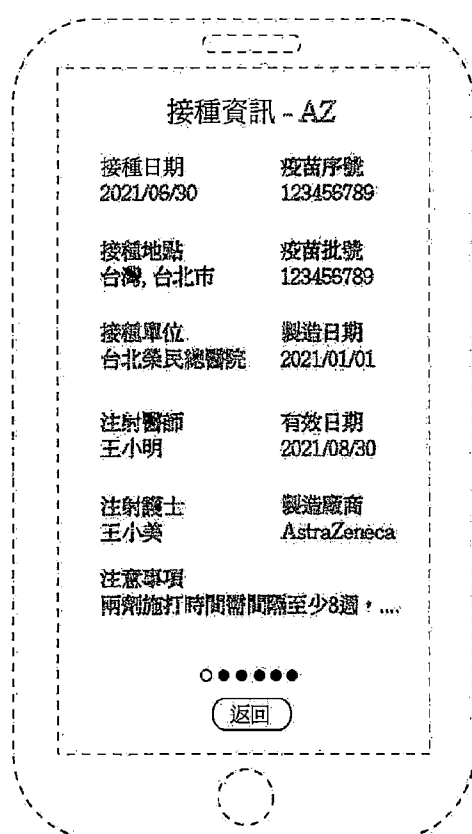 接種資訊 - AZ
接種日期
2021/06/30
疫苗序號
123456789
接種地點
台灣, 台北市
疫苗批號
123456789
接種單位
台北榮民總醫院
製造日期
2021/01/01
注射醫師
王小明
有效日期
2021/08/30
注射護士
王小美
製造廠商
AstraZeneca
注意事項
兩劑施打時間需間隔至少8週，....
返回